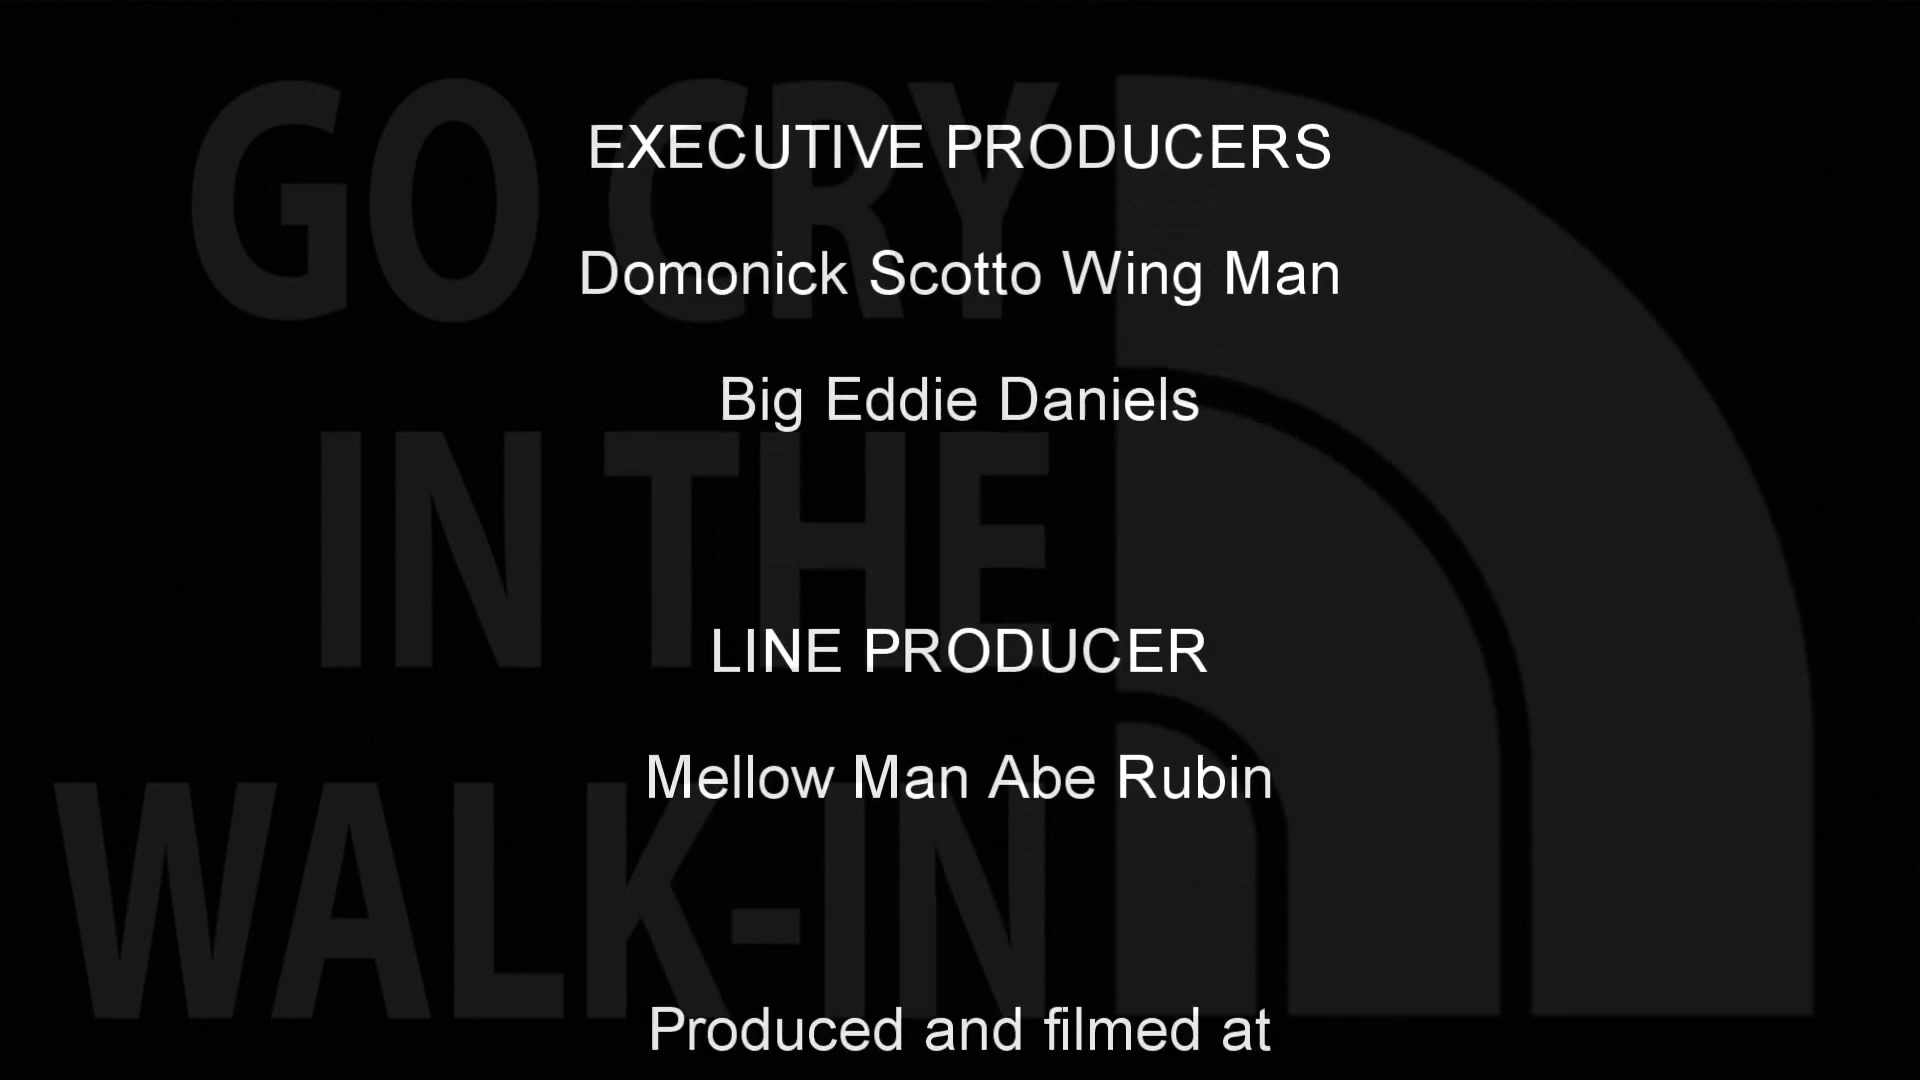 GO CRY
IN THE
WALK-IN
EXECUTIVE PRODUCERS
Domonick Scotto Wing Man
Big Eddie Daniels
LINE PRODUCER
Mellow Man Abe Rubin
Produced and filmed at